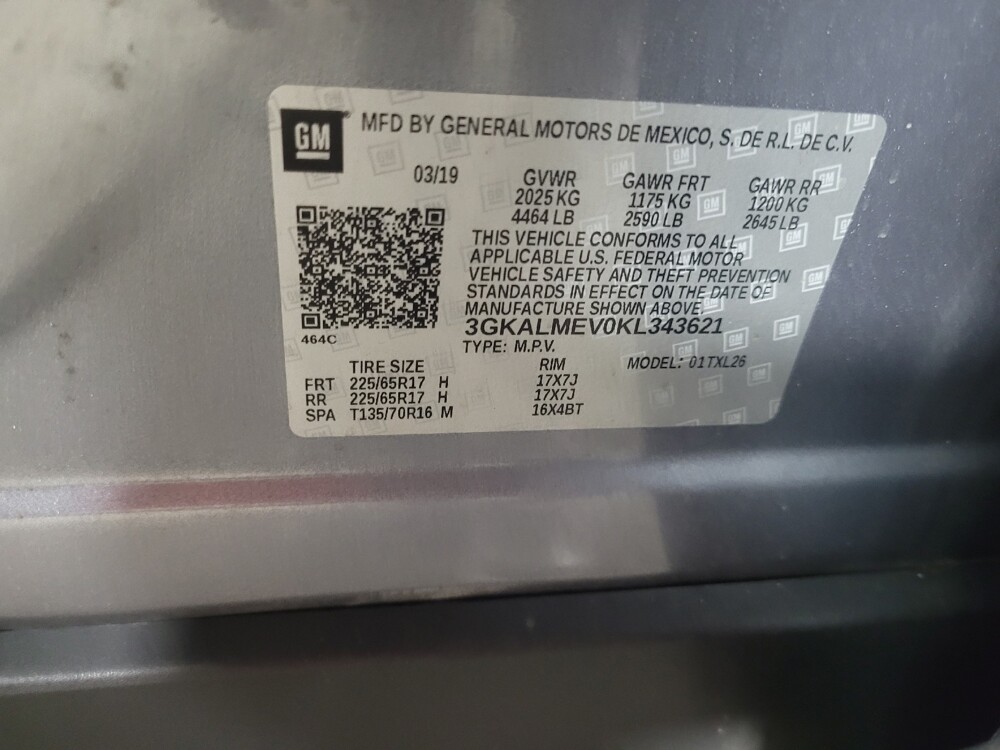 GM
MFD BY GENERAL MOTORS DE MEXICO, S. DE R.L. DE C.V.
03/19 GVWR GAWR FRT GAWR RR
2025 KG 1175 KG 1200 KG
4464 LB 2590 LB 2645 LB
THIS VEHICLE CONFORMS TO ALL
APPLICABLE U.S. FEDERAL MOTOR
VEHICLE SAFETY AND THEFT PREVENTION
STANDARDS IN EFFECT ON THE DATE OF
MANUFACTURE SHOWN ABOVE.
3GKALMEV0KL343621
464C
TYPE: M.P.V.
TIRE SIZE RIM MODEL: 01TXL26
FRT 225/65R17 H 17X7J
RR 225/65R17 H 17X7J
SPA T135/70R16 M 16X4BT